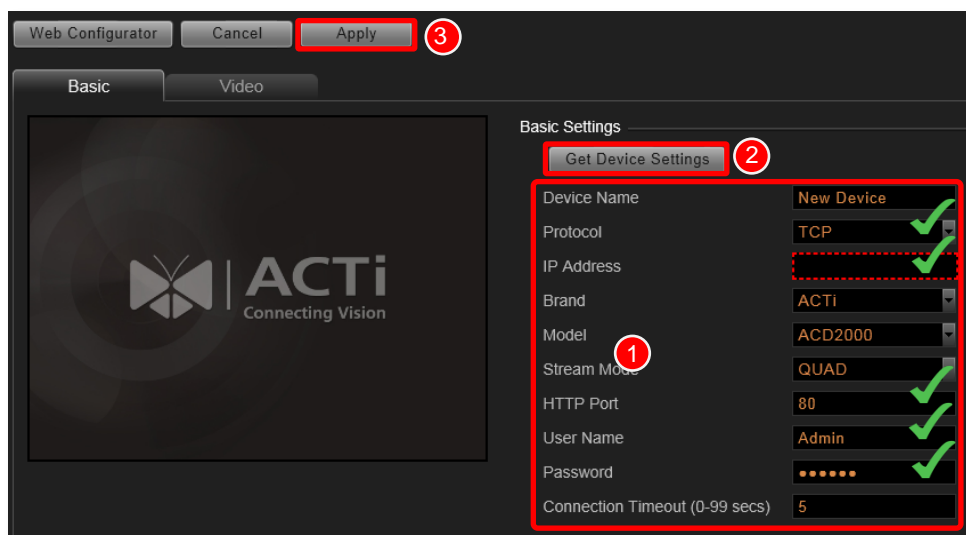 Web Configurator Cancel Apply 3
Basic Video
Basic Settings
Get Device Settings 2
Device Name New Device
Protocol TCP
IP Address
Brand ACTi
Model ACD2000
1
Stream Mode QUAD
HTTP Port 80
User Name Admin
Password ●●●●●●
Connection Timeout (0-99 secs) 5
ACTi
Connecting Vision